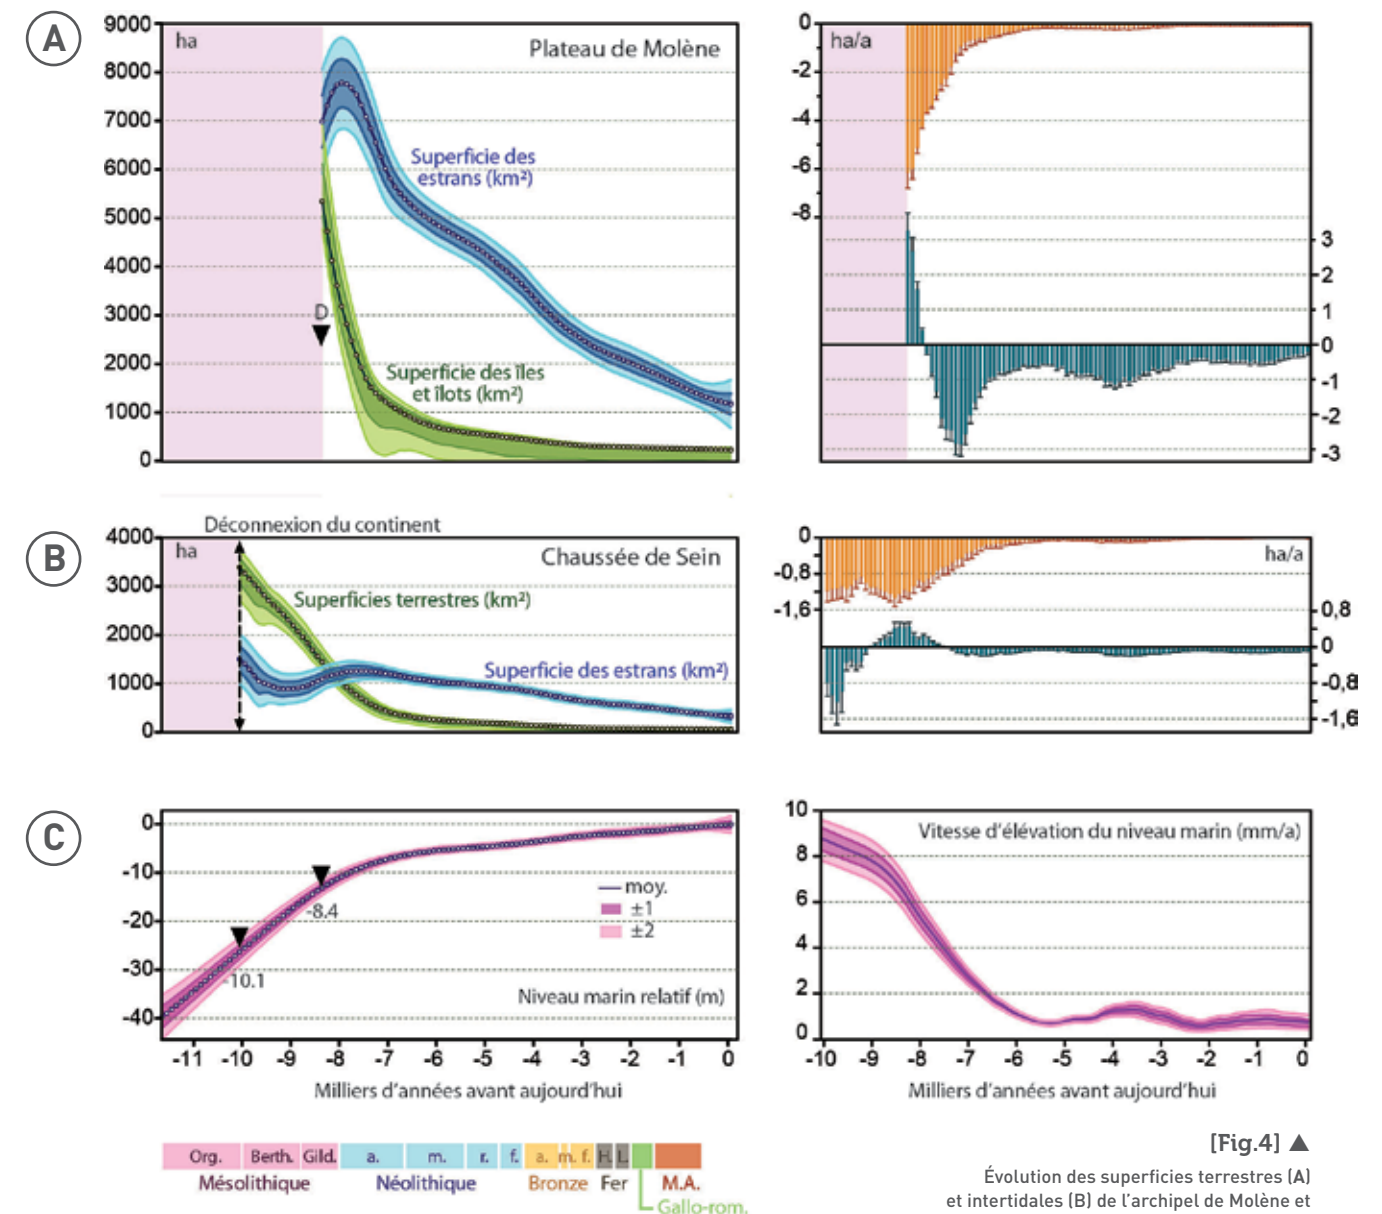 A
9000
8000
7000
6000
5000
4000
3000
2000
1000
0
ha
Plateau de Molène
Superficie des
estrans (km²)
D
Superficie des îles
et îlots (km²)
0
-2
-4
-6
-8
ha/a
3
2
1
0
-1
-2
-3
B
Déconnexion du continent
4000
3000
2000
1000
0
ha
Chaussée de Sein
Superficies terrestres (km²)
Superficie des estrans (km²)
0
-0.8
-1,6
ha/a
0,8
0
-0,8
-1,6
C
0
-10
-20
-30
-40
-8.4
-10.1
moy.
±1
±2
Niveau marin relatif (m)
-11 -10 -9 -8 -7 -6 -5 -4 -3 -2 -1 0
Milliers d'années avant aujourd'hui
10
8
6
4
2
0
Vitesse d'élévation du niveau marin (mm/a)
-10 -9 -8 -7 -6 -5 -4 -3 -2 -1 0
Milliers d'années avant aujourd'hui
Org. Berth. Gild. a. m. r. f. a. m. f. H. L.
Mésolithique Néolithique Bronze Fer M.A.
Gallo-rom.
[Fig.4] ▲
Évolution des superficies terrestres (A)
et intertidales (B) de l'archipel de Molène et